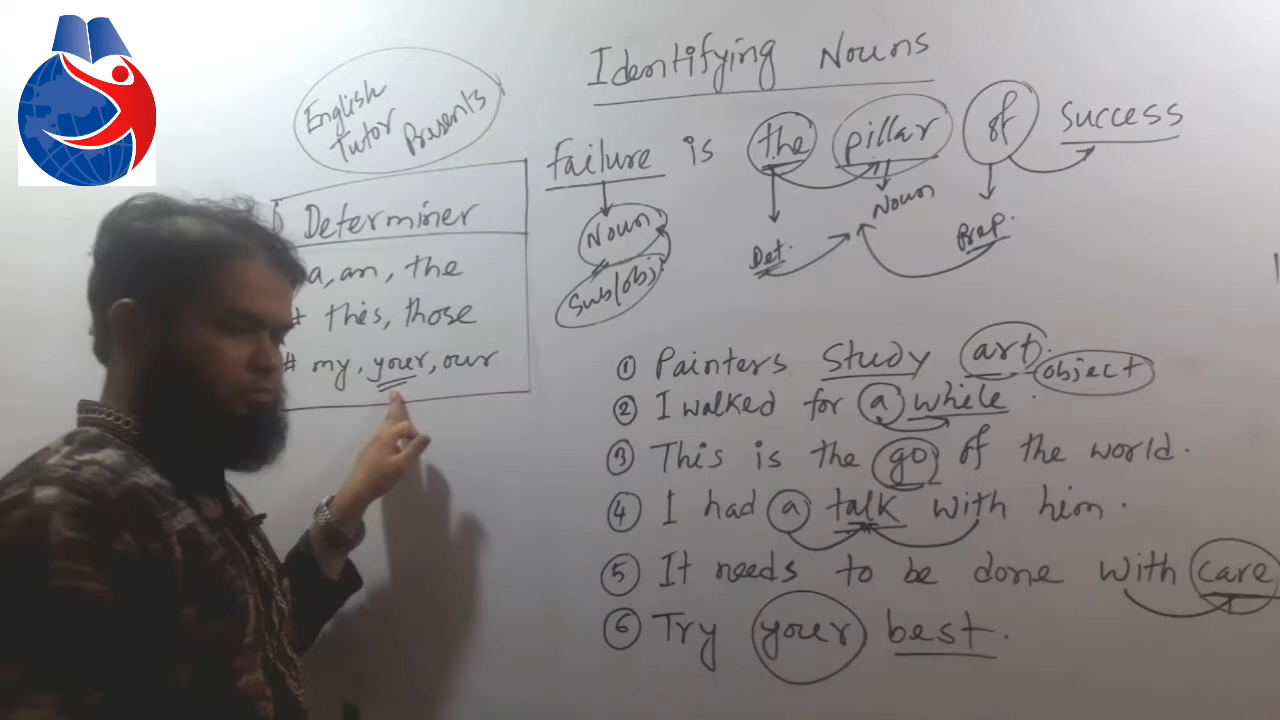 English
Tutor
Presents
Determiner
a, an, the
# this, those
# my, your, our
Identifying Nouns
failure is the pillar of success
Noun
Sub/obj
Det.
Noun
Prep.
① Painters study art.
object
② I walked for a while.
③ This is the go of the world.
④ I had a talk with him.
⑤ It needs to be done with care
⑥ Try your best.